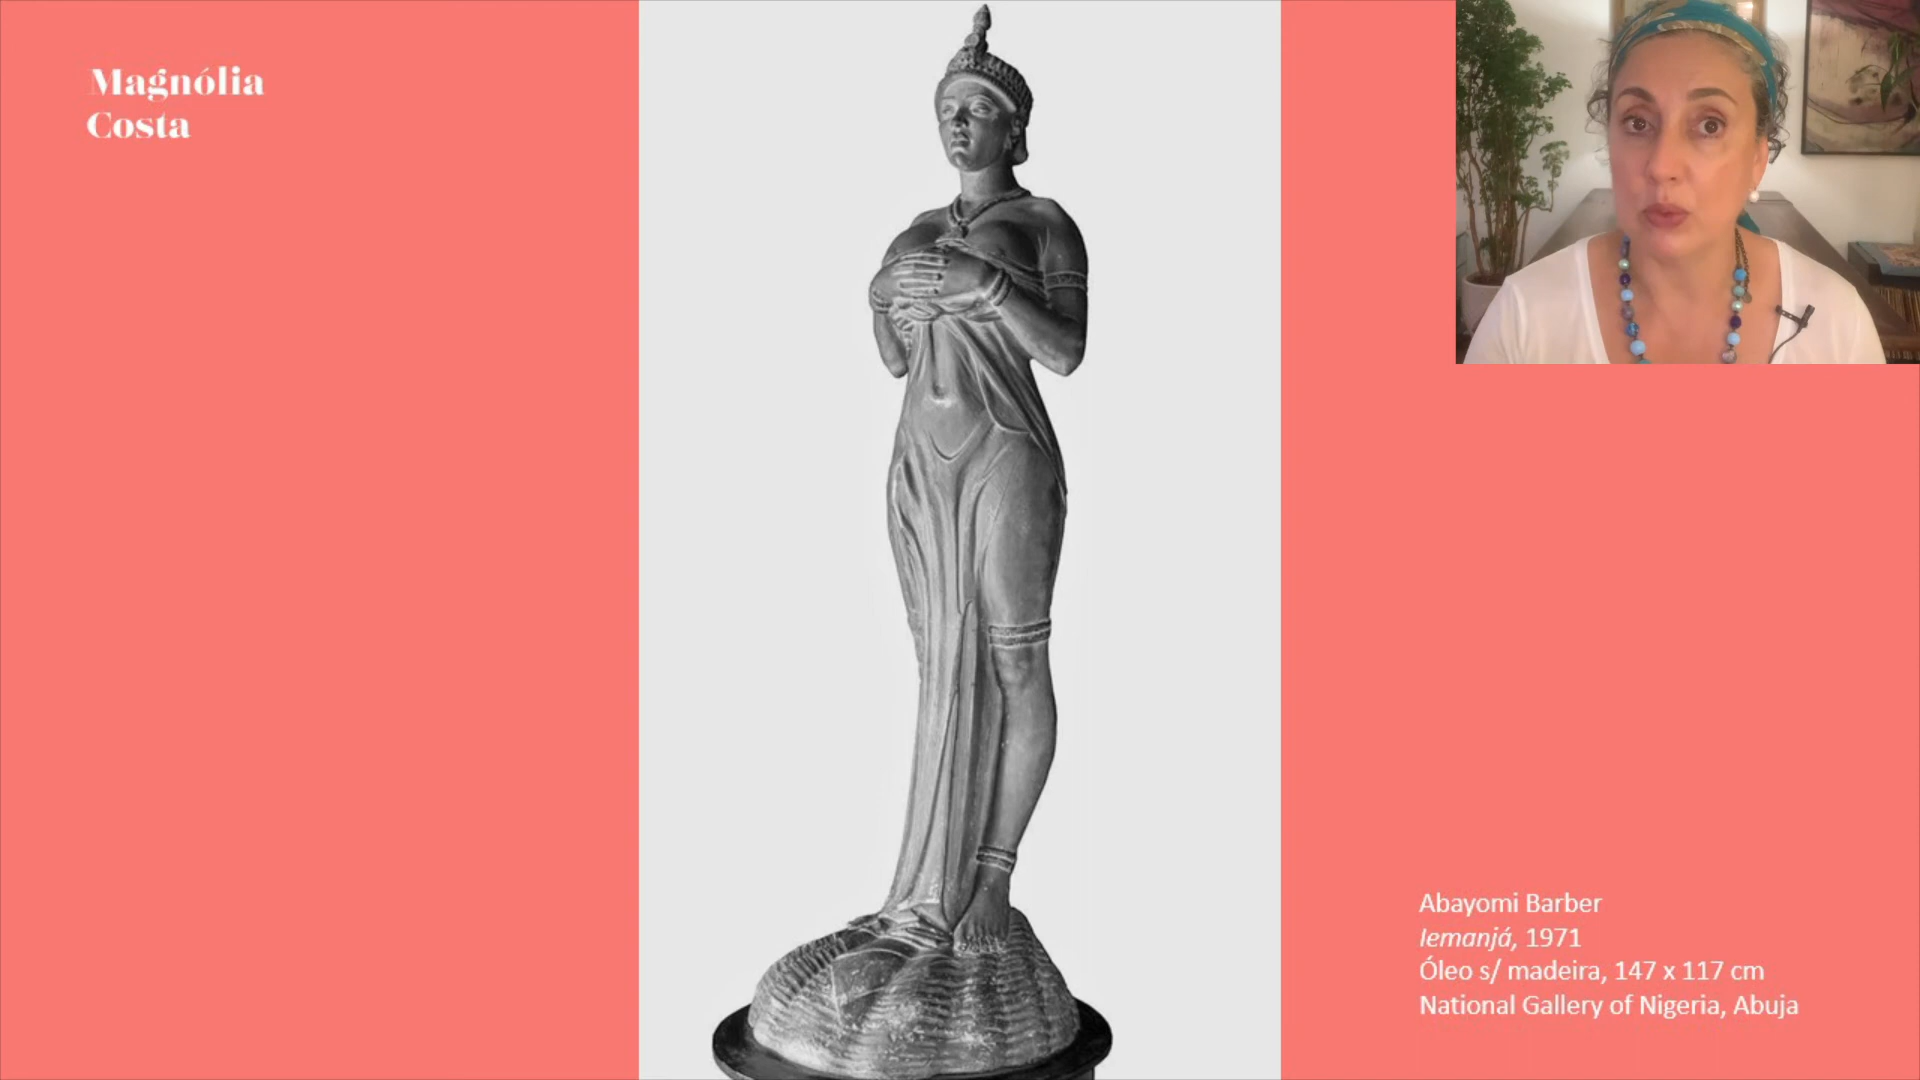 Magnólia
Costa
Abayomi Barber
Iemanjá, 1971
Óleo s/ madeira, 147 x 117 cm
National Gallery of Nigeria, Abuja